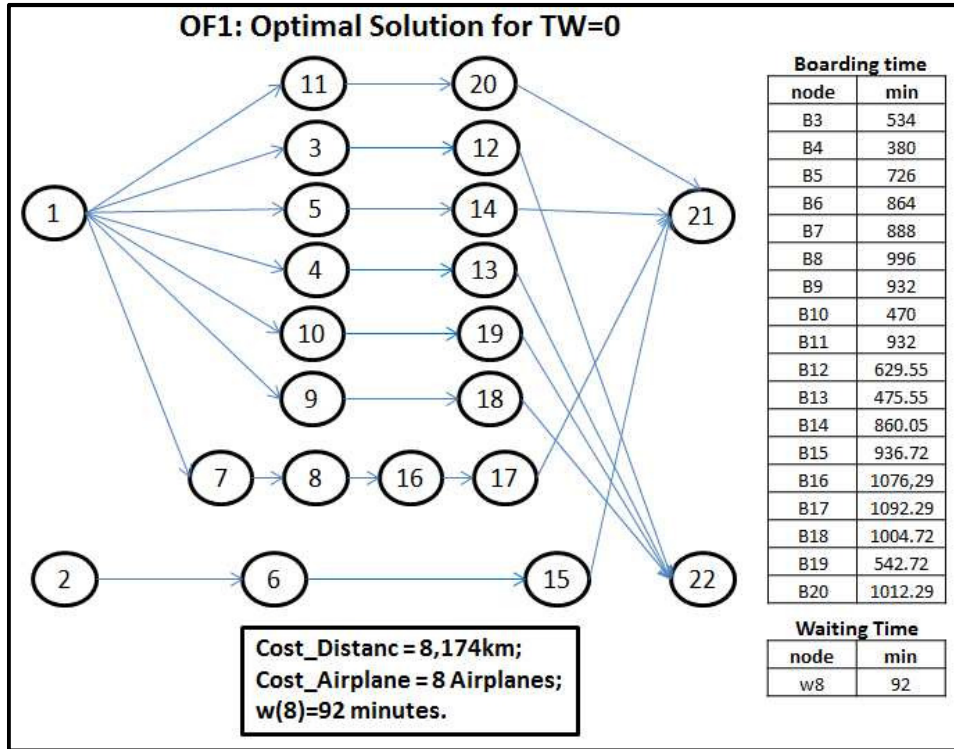 OF1: Optimal Solution for TW=0
11
20
3
12
1
5
14
21
4
13
10
19
9
18
7
8
16
17
2
6
15
22
Cost_Distanc = 8,174km;
Cost_Airplane = 8 Airplanes;
w(8)=92 minutes.
Boarding time
node min
B3 534
B4 380
B5 726
B6 864
B7 888
B8 996
B9 932
B10 470
B11 932
B12 629.55
B13 475.55
B14 860.05
B15 936.72
B16 1076,29
B17 1092.29
B18 1004.72
B19 542.72
B20 1012.29
Waiting Time
node min
w8 92